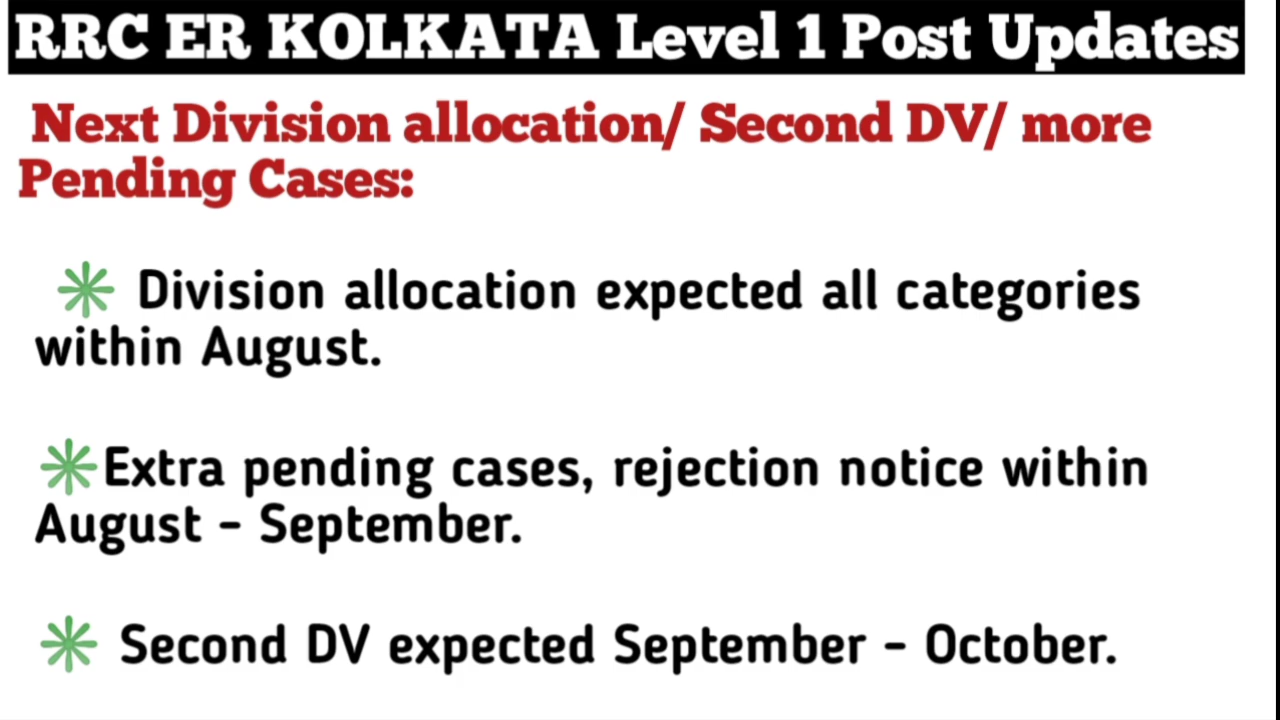 RRC ER KOLKATA Level 1 Post Updates
Next Division allocation/ Second DV/ more
Pending Cases:
✳ Division allocation expected all categories
within August.
✳Extra pending cases, rejection notice within
August - September.
✳ Second DV expected September - October.